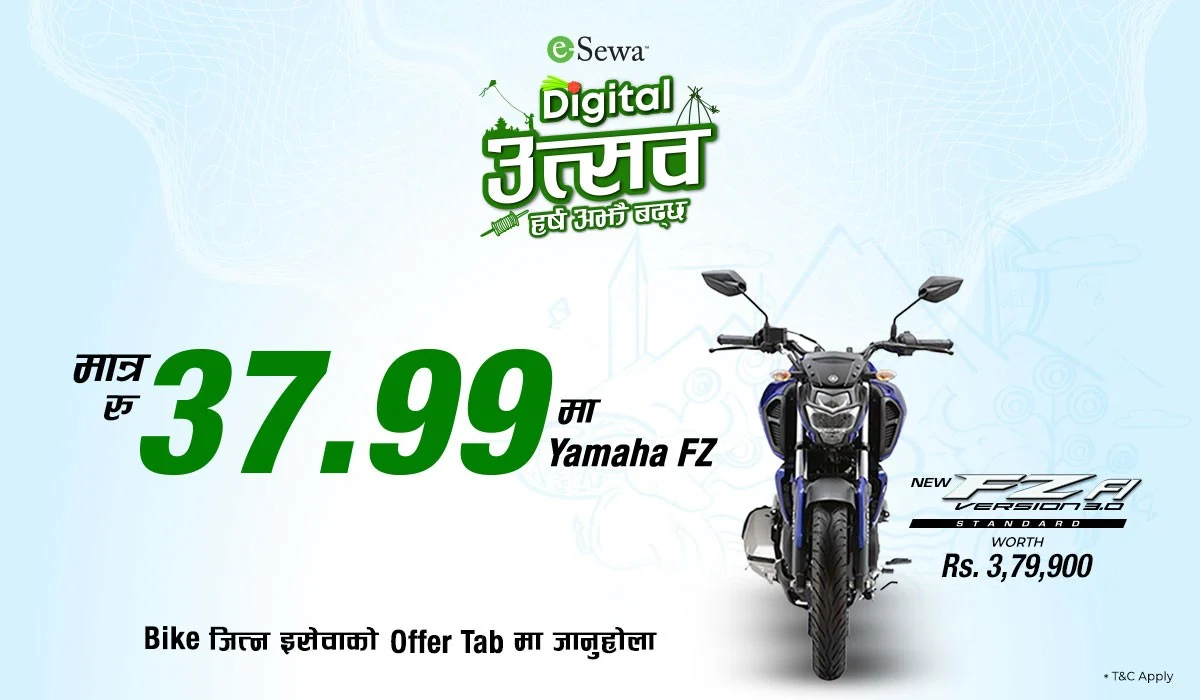 e-Sewa™
Digital
उत्सव
हर्ष अझै बढ्छ
मात्र
रु
37.99
मा
Yamaha FZ
NEW FZ FI
VERSION 3.0
STANDARD
WORTH
Rs. 3,79,900
Bike जित्न इसेवाको Offer Tab मा जानुहोला
* T&C Apply